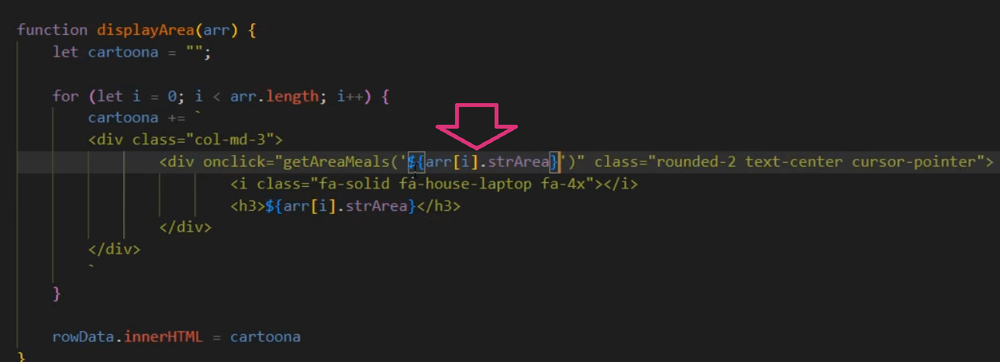 function displayArea(arr) {
let cartoona = "";
for (let i = 0; i < arr.length; i++) {
cartoona += `
<div class="col-md-3">
<div onclick="getAreaMeals('${arr[i].strArea}')" class="rounded-2 text-center cursor-pointer">
<i class="fa-solid fa-house-laptop fa-4x"></i>
<h3>${arr[i].strArea}</h3>
</div>
</div>
`
}
rowData.innerHTML = cartoona
}